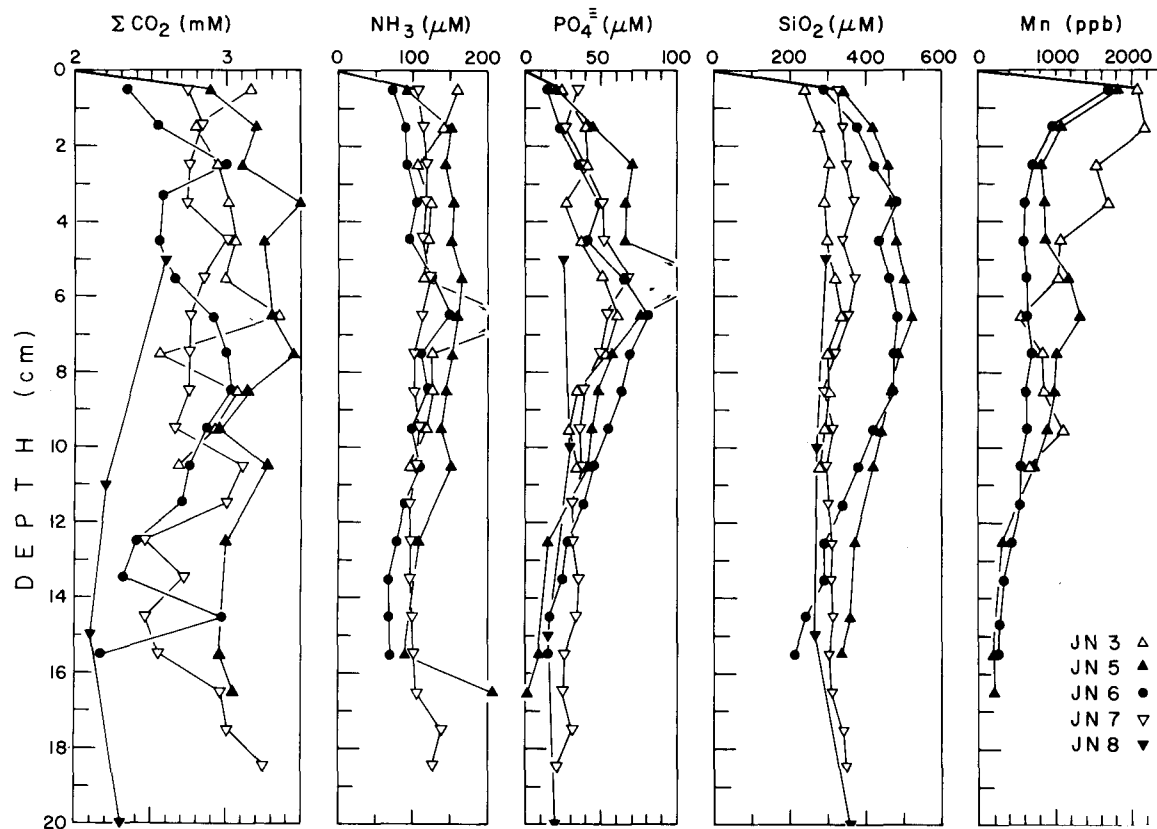 Σ CO₂ (mM) NH₃ (μM) PO₄≡ (μM) SiO₂ (μM) Mn (ppb)
2 3 0 100 200 0 50 100 0 200 400 600 0 1000 2000
0
2
4
6
8
10
12
14
16
18
20
DEPTH (cm)
JN 3 △
JN 5 ▲
JN 6 ●
JN 7 ▽
JN 8 ▼